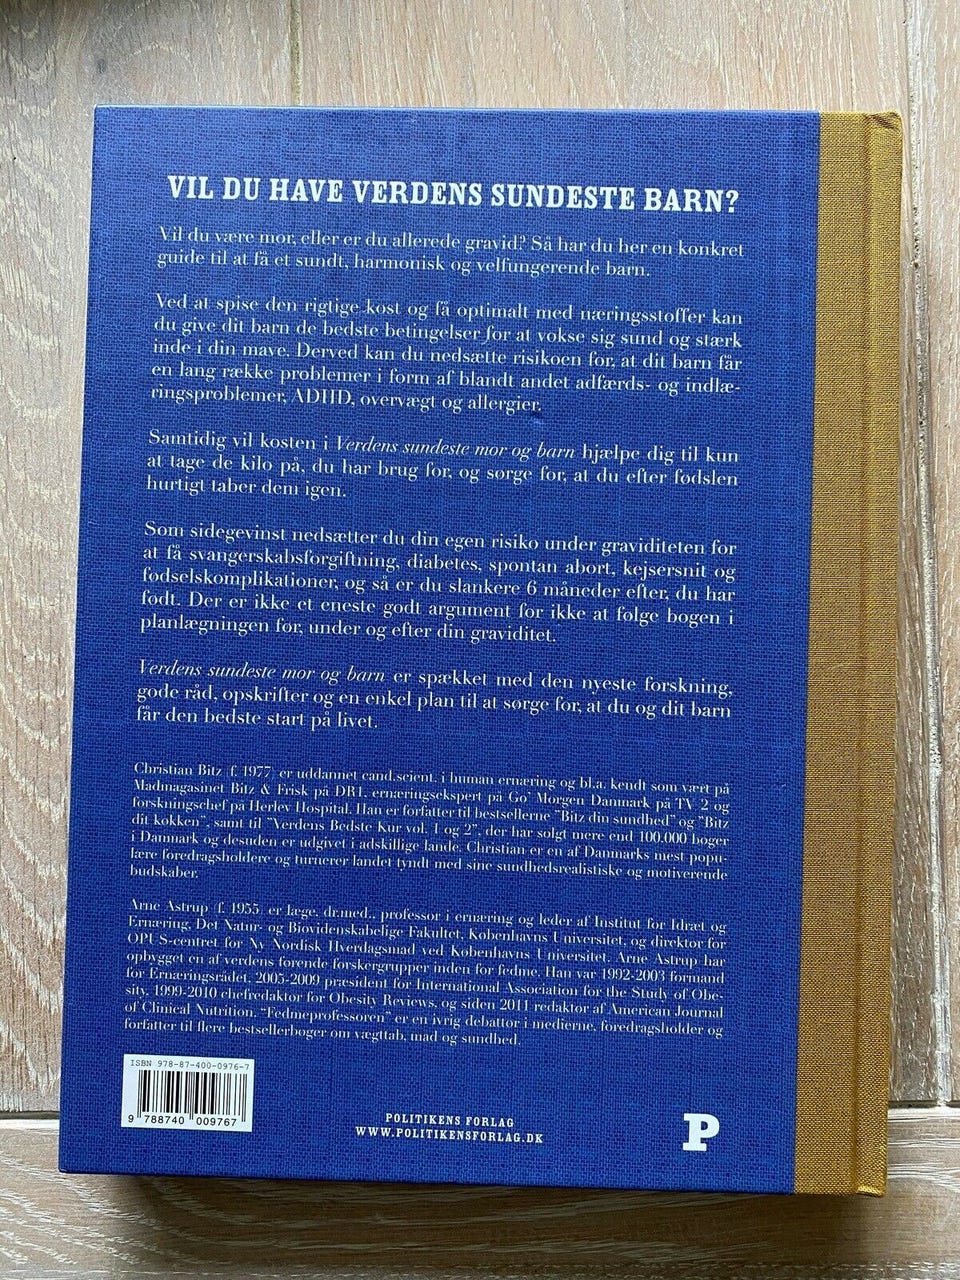 VIL DU HAVE VERDENS SUNDESTE BARN?
Vil du være mor, eller er du allerede gravid? Så har du her en konkret
guide til at få et sundt, harmonisk og velfungerende barn.
Ved at spise den rigtige kost og få optimalt med næringsstoffer kan
du give dit barn de bedste betingelser for at vokse sig sund og stærk
inde i din mave. Derved kan du nedsætte risikoen for, at dit barn får
en lang række problemer i form af blandt andet adfærds- og indlæ-
ringsproblemer, ADHD, overvægt og allergier.
Samtidig vil kosten i Verdens sundeste mor og barn hjælpe dig til kun
at tage de kilo på, du har brug for, og sørge for, at du efter fødslen
hurtigt taber dem igen.
Som sidegevinst nedsætter du din egen risiko under graviditeten for
at få svangerskabsforgiftning, diabetes, spontan abort, kejsersnit og
fødselskomplikationer, og så er du slankere 6 måneder efter, du har
født. Der er ikke et eneste godt argument for ikke at følge bogen i
planlægningen før, under og efter din graviditet.
Verdens sundeste mor og barn er spækket med den nyeste forskning,
gode råd, opskrifter og en enkel plan til at sørge for, at du og dit barn
får den bedste start på livet.
Christian Bitz (f. 1977) er uddannet cand.scient. i human ernæring og bl.a. kendt som vært på
Madmagasinet Bitz & Frisk på DR1, ernæringsekspert på Go' Morgen Danmark på TV 2 og
forskningschef på Herlev Hospital. Han er forfatter til bestsellerne "Bitz din sundhed" og "Bitz
dit køkken", samt til "Verdens Bedste Kur vol. 1 og 2", der har solgt mere end 100.000 bøger
i Danmark og desuden er udgivet i adskillige lande. Christian er en af Danmarks mest popu-
lære foredragsholdere og turnerer landet tyndt med sine sundhedsrealistiske og motiverende
budskaber.
Arne Astrup (f. 1955) er læge, dr.med., professor i ernæring og leder af Institut for Idræt og
Ernæring, Det Natur- og Biovidenskabelige Fakultet, Københavns Universitet, og direktør for
OPUS-centret for Ny Nordisk Hverdagsmad ved Københavns Universitet. Arne Astrup har
opbygget en af verdens førende forskergrupper inden for fedme. Han var 1992-2003 formand
for Ernæringsrådet, 2005-2009 præsident for International Association for the Study of Obe-
sity, 1999-2010 chefredaktør for Obesity Reviews, og siden 2011 redaktør af American Journal
of Clinical Nutrition. "Fedmeprofessoren" er en ivrig debattør i medierne, foredragsholder og
forfatter til flere bestsellerbøger om vægttab, mad og sundhed.
ISBN 978-87-400-0976-7
9 788740 009767
POLITIKENS FORLAG
WWW.POLITIKENSFORLAG.DK
P